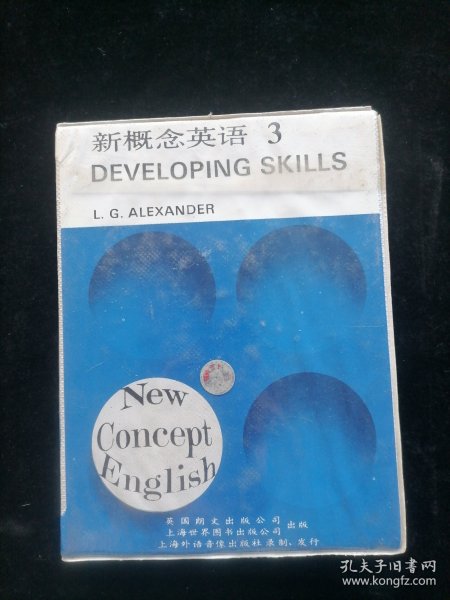 新概念英语 3
DEVELOPING SKILLS
L. G. ALEXANDER
New
Concept
English
英国朗文出版公司
上海世界图书出版公司 出版
上海外语音像出版社录制、发行
孔夫子旧书网
www.kongfz.com